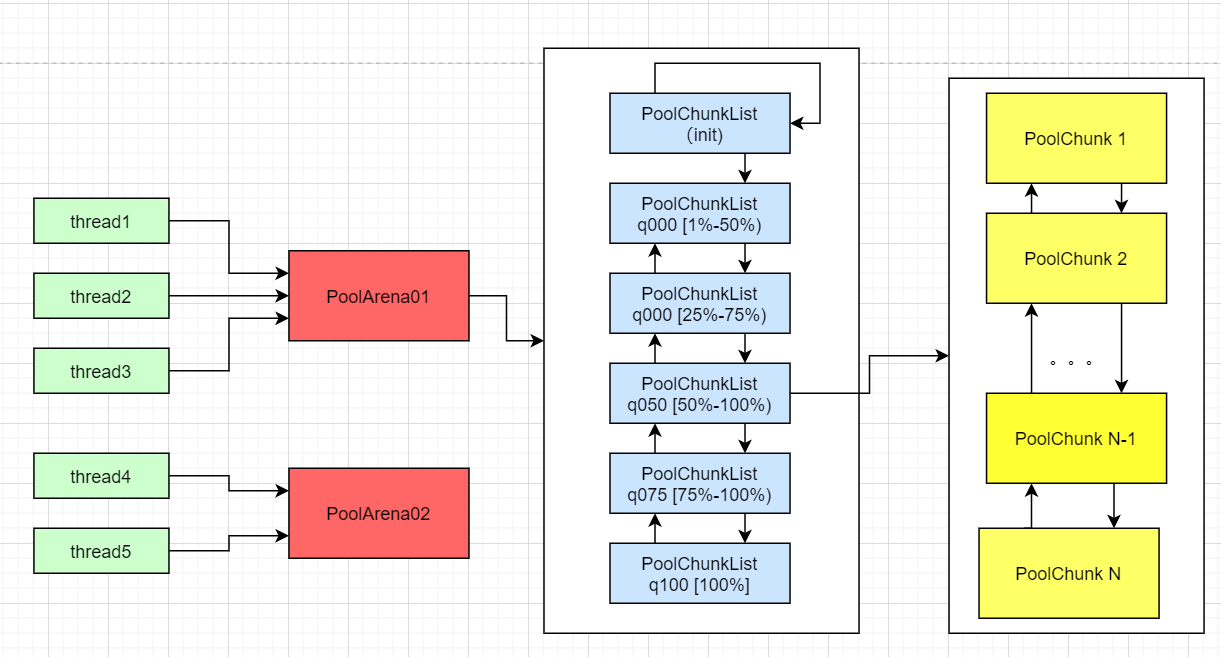 thread1
thread2
thread3
thread4
thread5
PoolArena01
PoolArena02
PoolChunkList
（init)
PoolChunkList
q000 [1%-50%)
PoolChunkList
q000 [25%-75%)
PoolChunkList
q050 [50%-100%)
PoolChunkList
q075 [75%-100%)
PoolChunkList
q100 [100%]
PoolChunk 1
PoolChunk 2
。。。
PoolChunk N-1
PoolChunk N